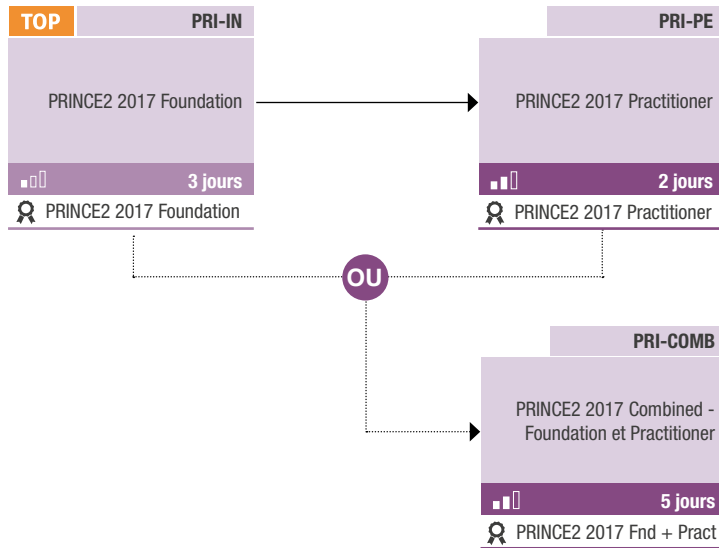 TOP PRI-IN
PRINCE2 2017 Foundation
3 jours
PRINCE2 2017 Foundation
PRI-PE
PRINCE2 2017 Practitioner
2 jours
PRINCE2 2017 Practitioner
OU
PRI-COMB
PRINCE2 2017 Combined -
Foundation et Practitioner
5 jours
PRINCE2 2017 Fnd + Pract